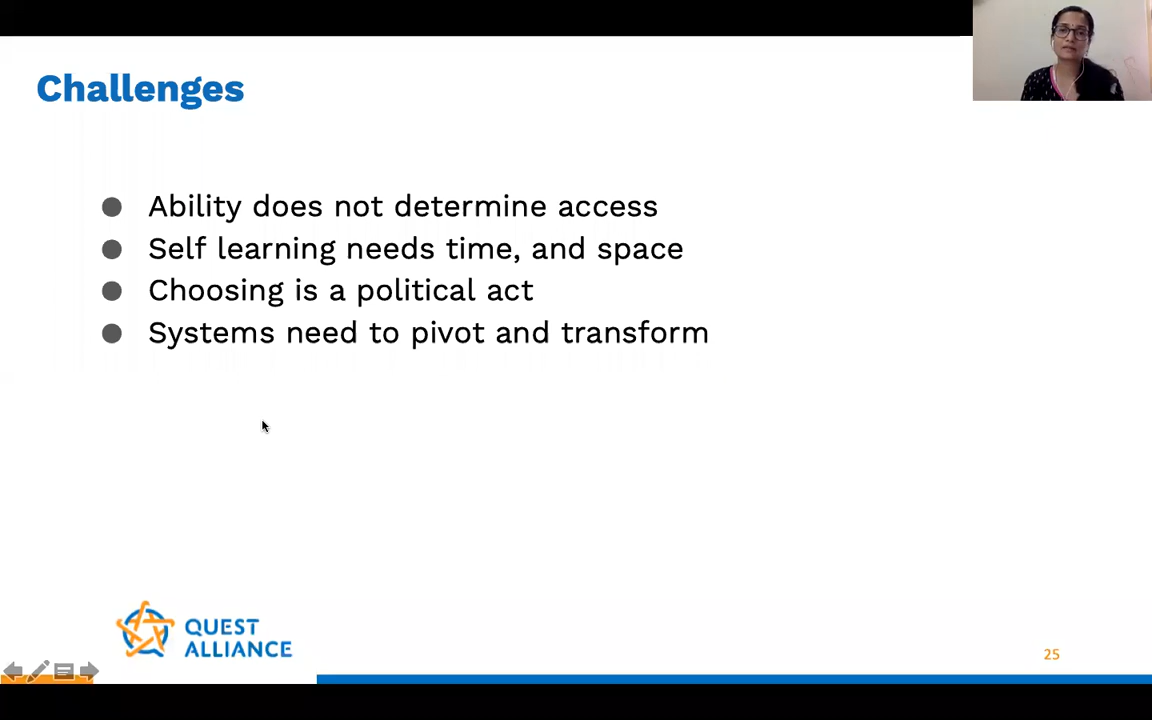 Challenges
● Ability does not determine access
● Self learning needs time, and space
● Choosing is a political act
● Systems need to pivot and transform
QUEST
ALLIANCE
25